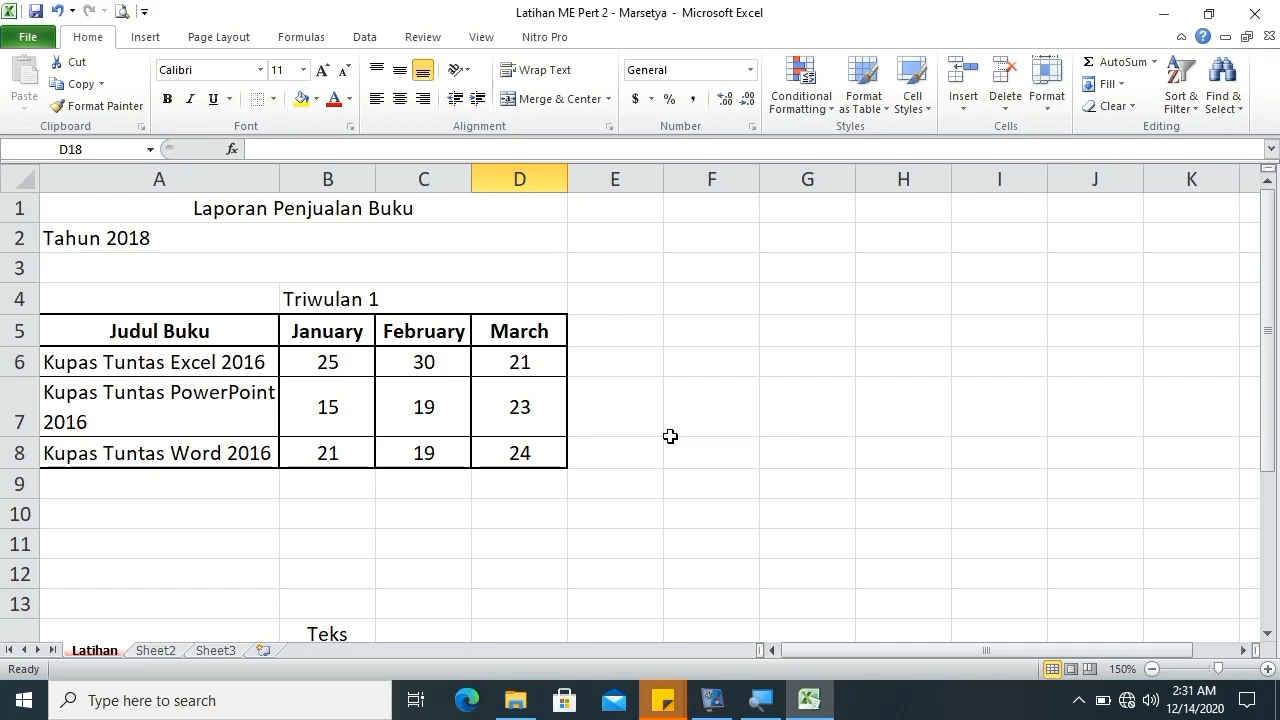 Latihan ME Pert 2 - Marsetya - Microsoft Excel
File Home Insert Page Layout Formulas Data Review View Nitro Pro
Paste
Cut
Copy
Format Painter
Clipboard
Calibri 11
B I U A
Font
Wrap Text
Merge & Center
Alignment
General
$ % ,
Number
Conditional Formatting
Format as Table
Cell Styles
Styles
Insert Delete Format
Cells
Σ AutoSum
Fill
Clear
Sort & Filter
Find & Select
Editing
D18 fx
A B C D E F G H I J K
1 Laporan Penjualan Buku
2 Tahun 2018
3
4 Triwulan 1
5 Judul Buku January February March
6 Kupas Tuntas Excel 2016 25 30 21
7 Kupas Tuntas PowerPoint 2016 15 19 23
8 Kupas Tuntas Word 2016 21 19 24
9
10
11
12
13
Teks
Latihan Sheet2 Sheet3
Ready 150%
Type here to search
2:31 AM
12/14/2020